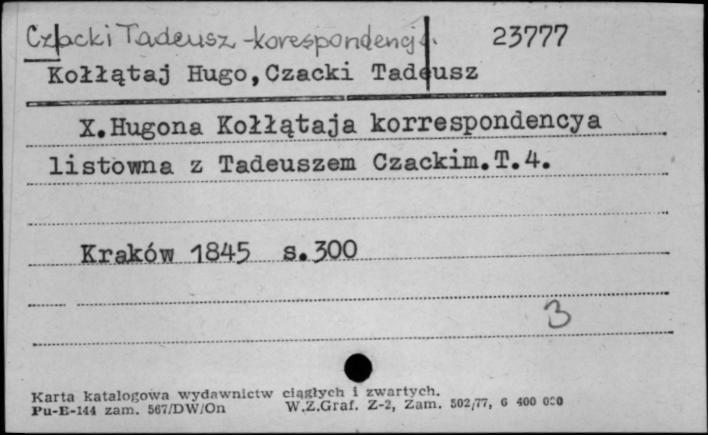 Czacki Tadeusz - korespondencja. 23777
Kołłątaj Hugo, Czacki Tadeusz
X. Hugona Kołłątaja korrespondencya
listowna z Tadeuszem Czackim. T. 4.
Kraków 1845 s. 300
3
Karta katalogowa wydawnictw ciągłych i zwartych.
Pu-E-144 zam. 567/DW/On W.Z.Graf. Z-2, Zam. 502/77, 6 400 000